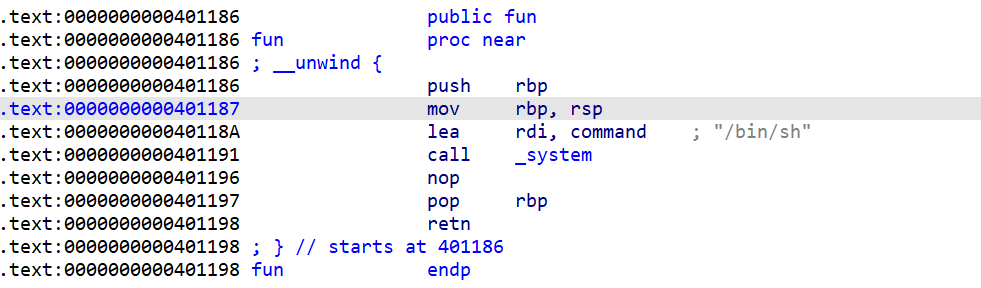 .text:0000000000401186                 public fun
.text:0000000000401186 fun             proc near
.text:0000000000401186 ; __unwind {
.text:0000000000401186                 push    rbp
.text:0000000000401187                 mov     rbp, rsp
.text:000000000040118A                 lea     rdi, command    ; "/bin/sh"
.text:0000000000401191                 call    _system
.text:0000000000401196                 nop
.text:0000000000401197                 pop     rbp
.text:0000000000401198                 retn
.text:0000000000401198 ; } // starts at 401186
.text:0000000000401198 fun             endp